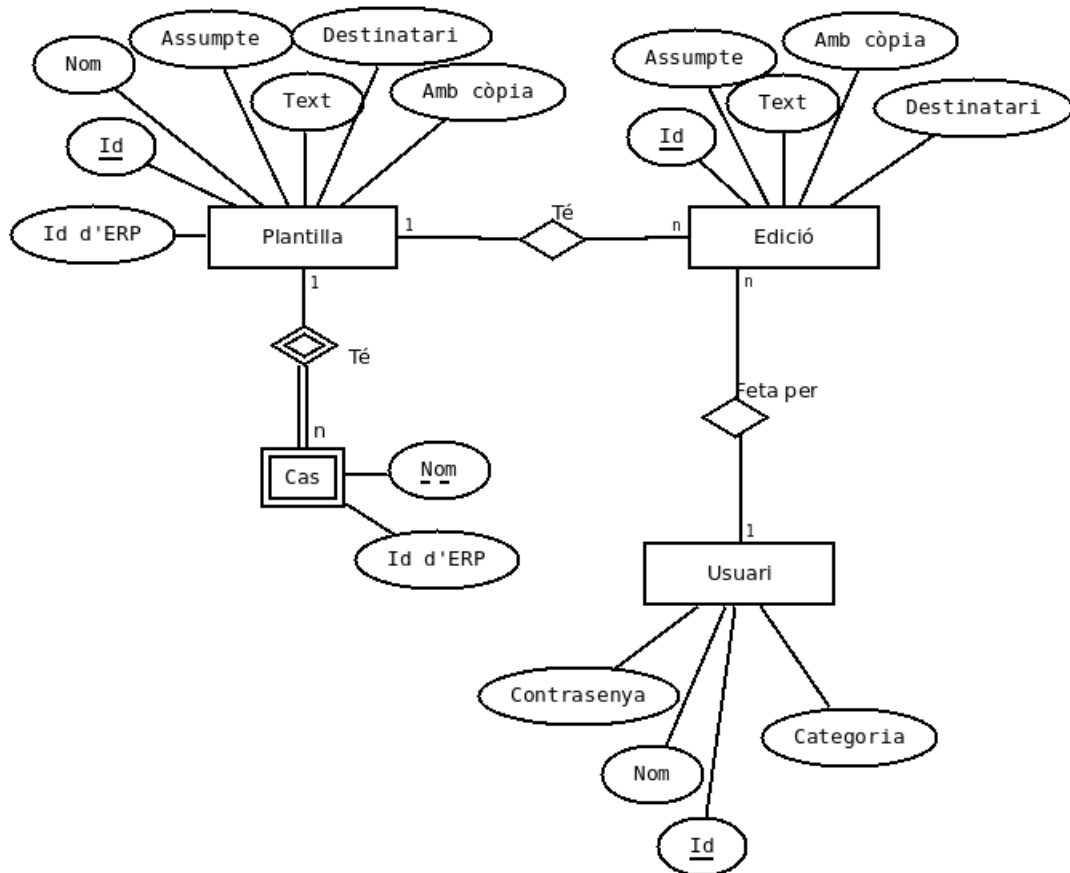 Assumpte
Destinatari
Nom
Text
Amb còpia
Id
Id d'ERP
Plantilla
1
Té
n
Amb còpia
Assumpte
Text
Destinatari
Id
Edició
1
Té
n
Cas
Nom
Id d'ERP
n
Feta per
1
Usuari
Contrasenya
Nom
Id
Categoria